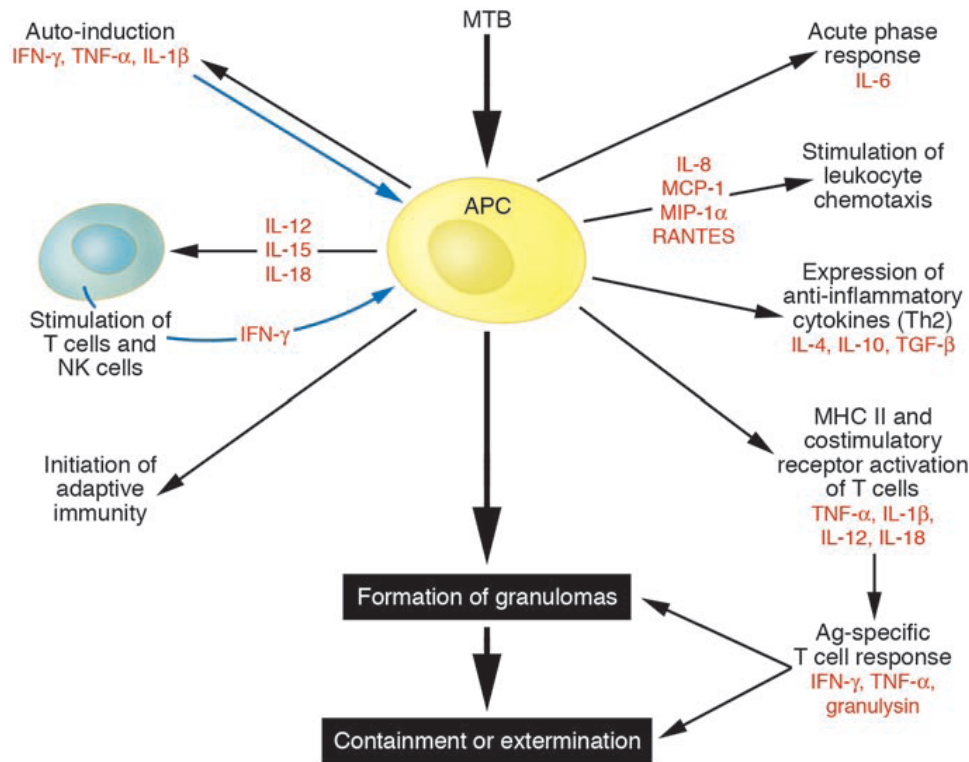 MTB
Auto-induction
IFN-γ, TNF-α, IL-1β
Acute phase
response
IL-6
IL-8
MCP-1
MIP-1α
RANTES
Stimulation of
leukocyte
chemotaxis
APC
IL-12
IL-15
IL-18
Stimulation of
T cells and
NK cells
IFN-γ
Expression of
anti-inflammatory
cytokines (Th2)
IL-4, IL-10, TGF-β
MHC II and
costimulatory
receptor activation
of T cells
TNF-α, IL-1β,
IL-12, IL-18
Initiation of
adaptive
immunity
Formation of granulomas
Ag-specific
T cell response
IFN-γ, TNF-α,
granulysin
Containment or extermination